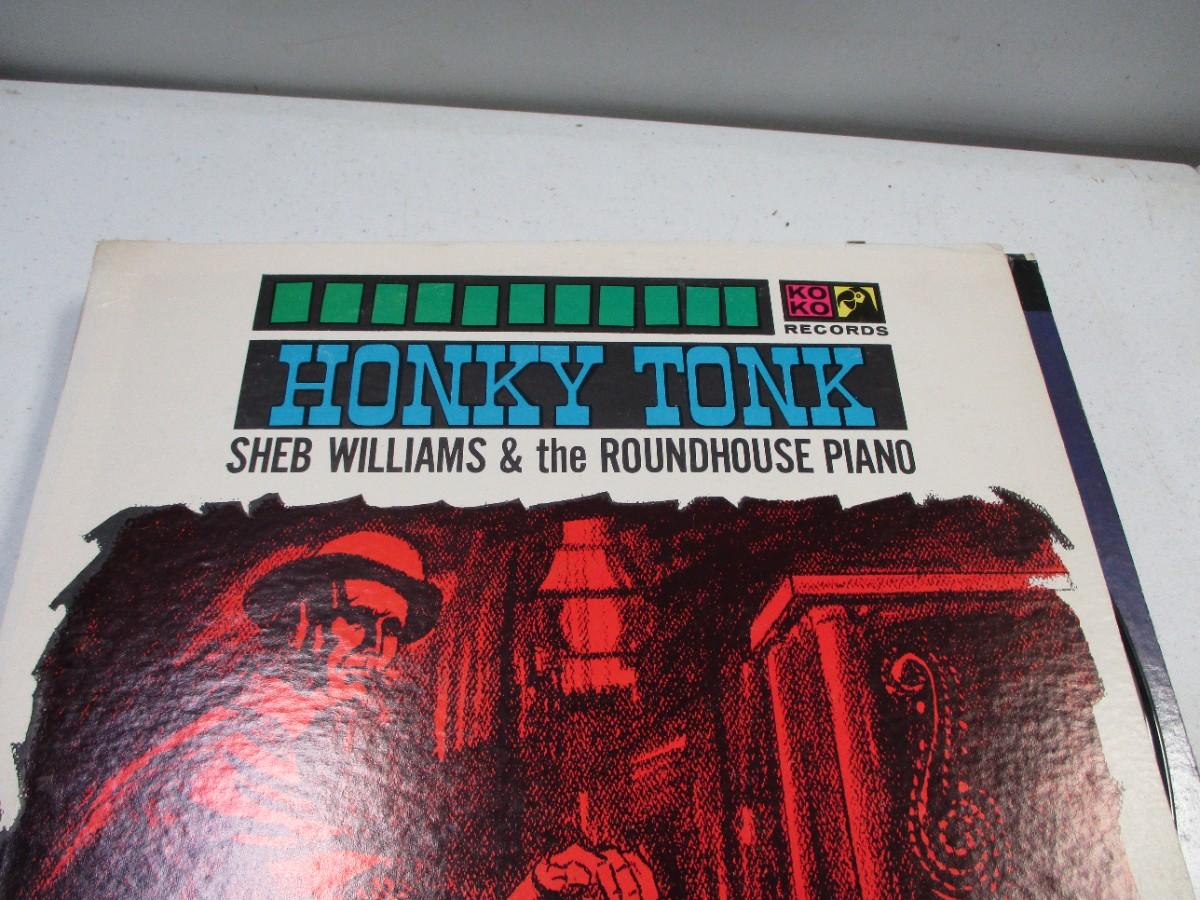 KO
KO
RECORDS
HONKY TONK
SHEB WILLIAMS & the ROUNDHOUSE PIANO